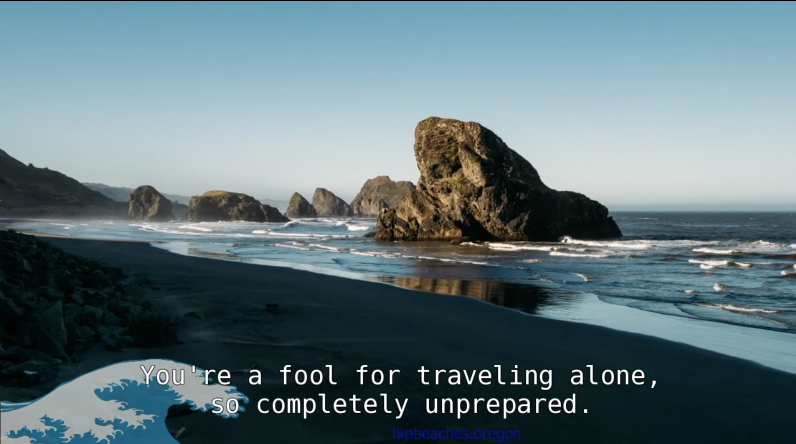 You're a fool for traveling alone,
so completely unprepared.
hipbeaches.oregon